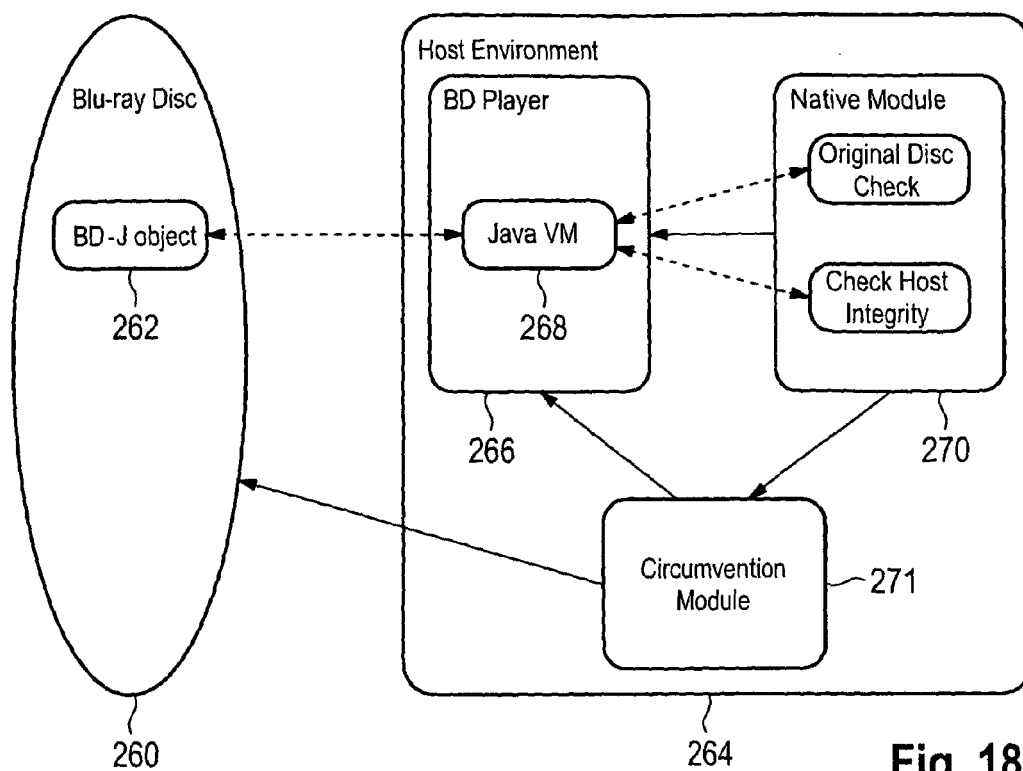 Host Environment
Blu-ray Disc
BD Player
Native Module
Original Disc
Check
BD-J object
Java VM
Check Host
Integrity
262
268
266
270
Circumvention
Module
271
260
264
Fig. 18